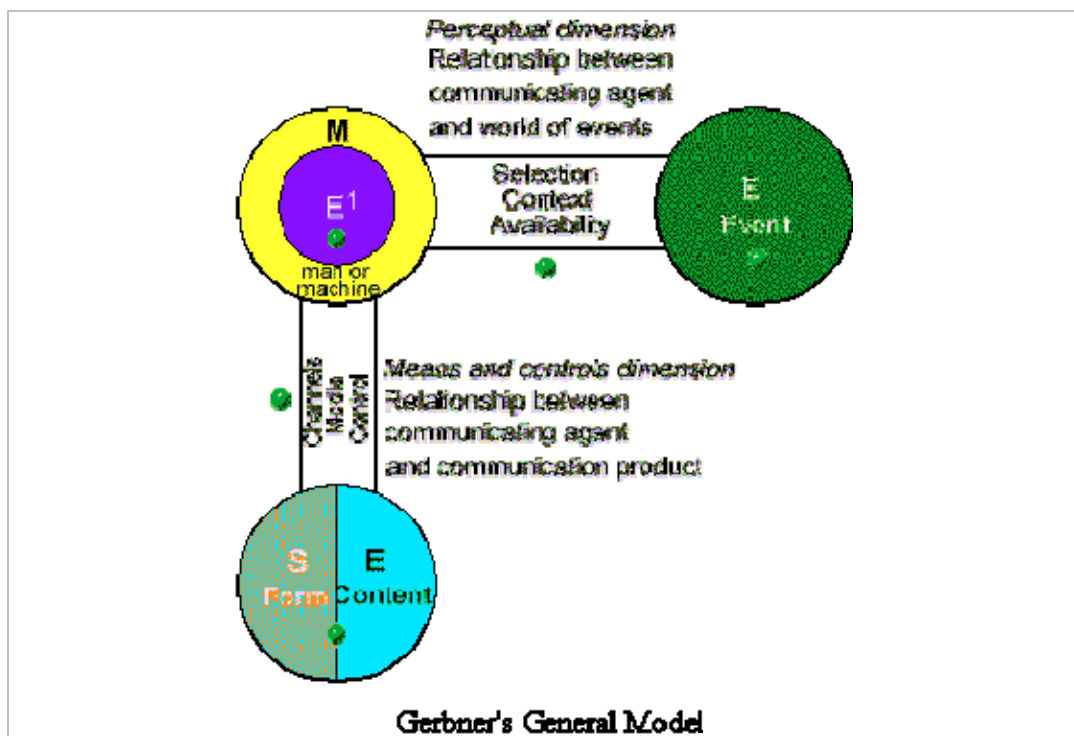 Perceptual dimension
Relationship between
communicating agent
and world of events
M
E1
man or
machine
Selection
Context
Availability
E
Event
Channels
Media
Control
Means and controls dimension
Relationship between
communicating agent
and communication product
S
Form
E
Content
Gerbner's General Model